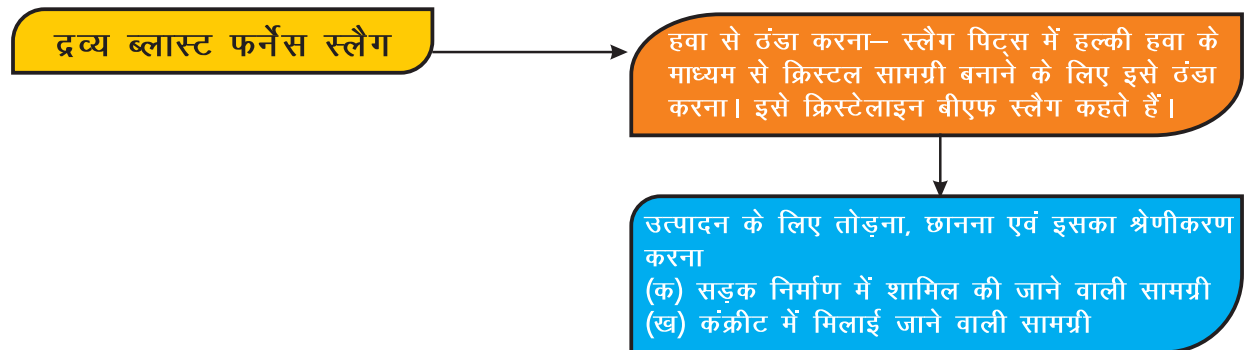 द्रव्य ब्लास्ट फर्नेस स्लैग
हवा से ठंडा करना– स्लैग पिट्स में हल्की हवा के
माध्यम से क्रिस्टल सामग्री बनाने के लिए इसे ठंडा
करना। इसे क्रिस्टेलाइन बीएफ स्लैग कहते हैं।
उत्पादन के लिए तोड़ना, छानना एवं इसका श्रेणीकरण
करना
(क) सड़क निर्माण में शामिल की जाने वाली सामग्री
(ख) कंक्रीट में मिलाई जाने वाली सामग्री